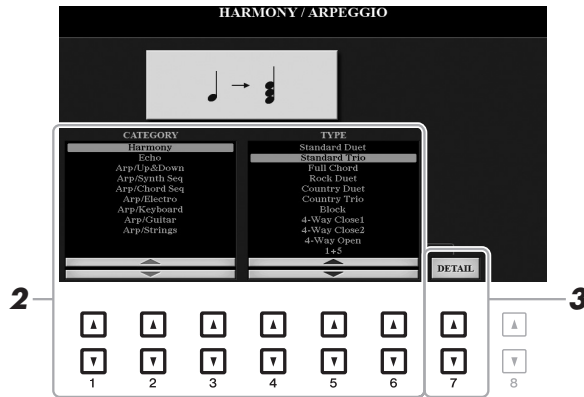 HARMONY / ARPEGGIO
CATEGORY
Harmony
Echo
Arp/Up&Down
Arp/Synth Seq
Arp/Chord Seq
Arp/Electro
Arp/Keyboard
Arp/Guitar
Arp/Strings
TYPE
Standard Duet
Standard Trio
Full Chord
Rock Duet
Country Duet
Country Trio
Block
4-Way Close1
4-Way Close2
4-Way Open
1+5
DETAIL
2
3
1 2 3 4 5 6 7 8